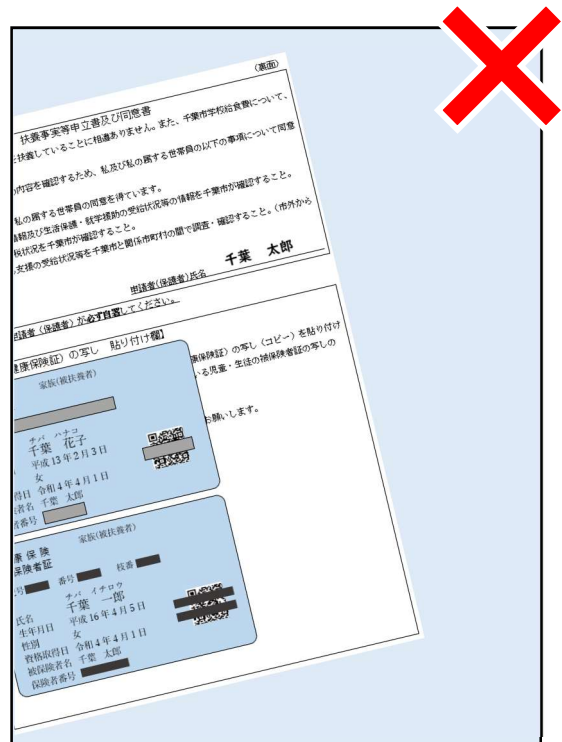 (裏面)
扶養事実等申立書及び同意書
を扶養していることに相違ありません。また、千葉市学校給食費について、
の内容を確認するため、私及び私の属する世帯員の以下の事項について同意
私の属する世帯員の同意を得ています。
情報及び生活保護・就学援助の受給状況等の情報を千葉市が確認すること。
税状況を千葉市が確認すること。
支援の受給状況等を千葉市と関係市町村の間で調査・確認すること。(市外から
申請者(保護者)氏名 千葉 太郎
申請者(保護者)が必ず自署してください。
健康保険証)の写し 貼り付け欄】
康保険証)の写し(コピー)を貼り付け
いる児童・生徒の被保険者証の写しの
お願いします。
家族(被扶養者)
チバ ハナコ
千葉 花子
平成13年2月3日
女
得日 令和4年4月1日
者名 千葉 太郎
者番号
家族(被扶養者)
康保険
保険者証
号 番号 枝番
チバ イチロウ
氏名 千葉 一郎
生年月日 平成16年4月5日
性別 女
資格取得日 令和4年4月1日
被保険者名 千葉 太郎
保険者番号